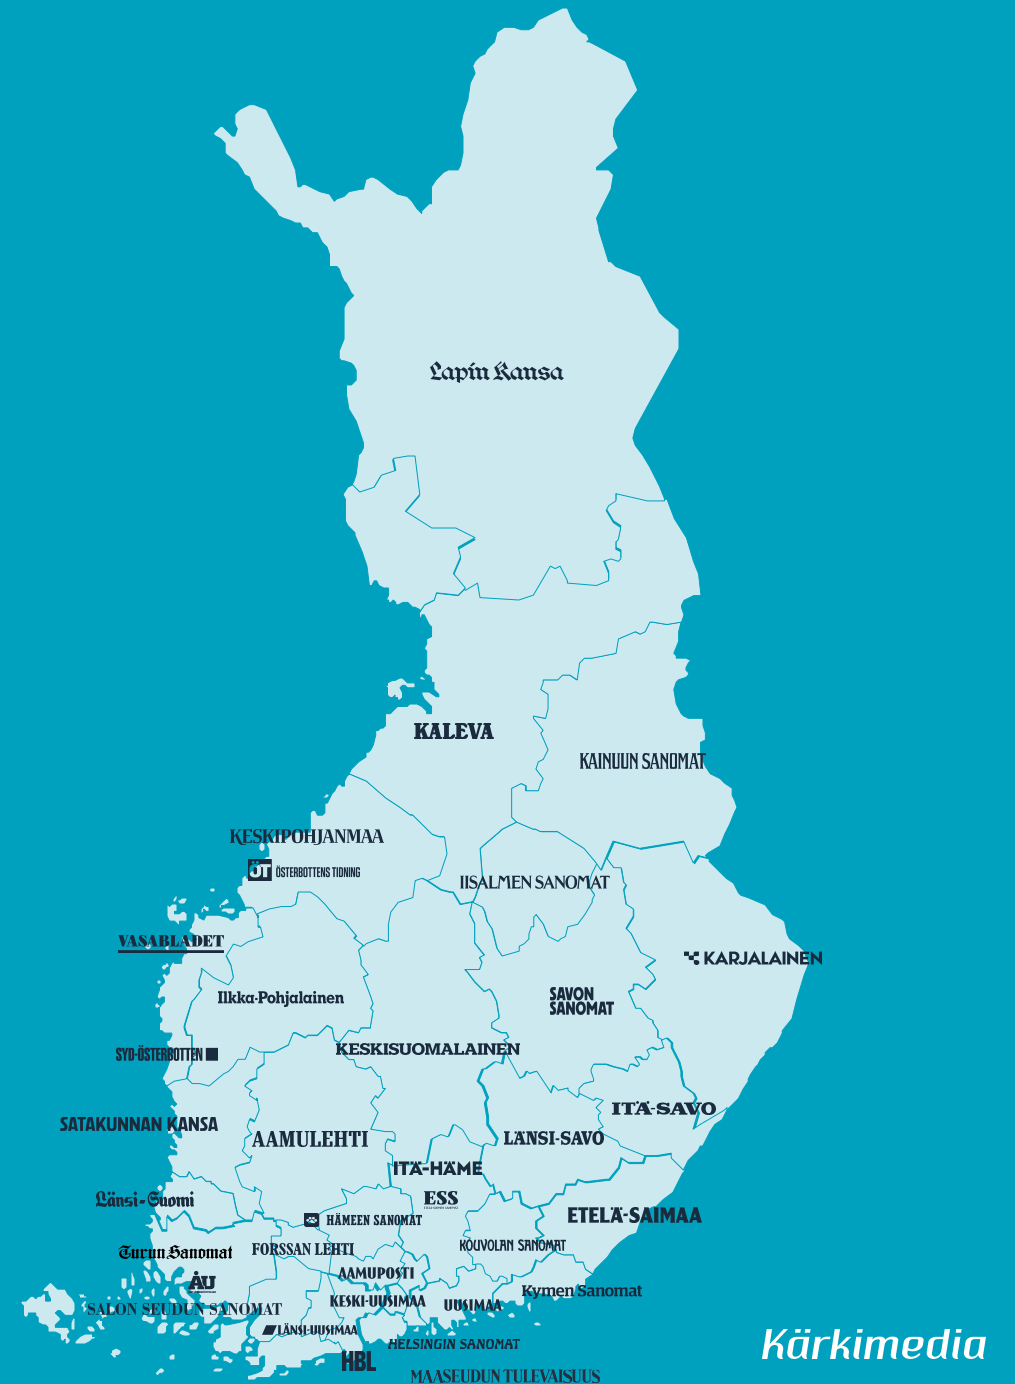 Lapin Kansa
KALEVA
KAINUUN SANOMAT
KESKIPOHJANMAA
ÖT ÖSTERBOTTENS TIDNING
IISALMEN SANOMAT
VASABLADET
KARJALAINEN
Ilkka-Pohjalainen
SAVON
SANOMAT
KESKISUOMALAINEN
SYD-ÖSTERBOTTEN
ITÄ-SAVO
SATAKUNNAN KANSA
AAMULEHTI
LÄNSI-SAVO
ITÄ-HÄME
Länsi-Suomi
ESS
HÄMEEN SANOMAT
ETELÄ-SAIMAA
Turun Sanomat
FORSSAN LEHTI
KOUVOLAN SANOMAT
AAMUPOSTI
ÅU
Kymen Sanomat
KESKI-UUSIMAA
UUSIMAA
SALON SEUDUN SANOMAT
LÄNSI-UUSIMAA
HELSINGIN SANOMAT
HBL
MAASEUDUN TULEVAISUUS
Kärkimedia